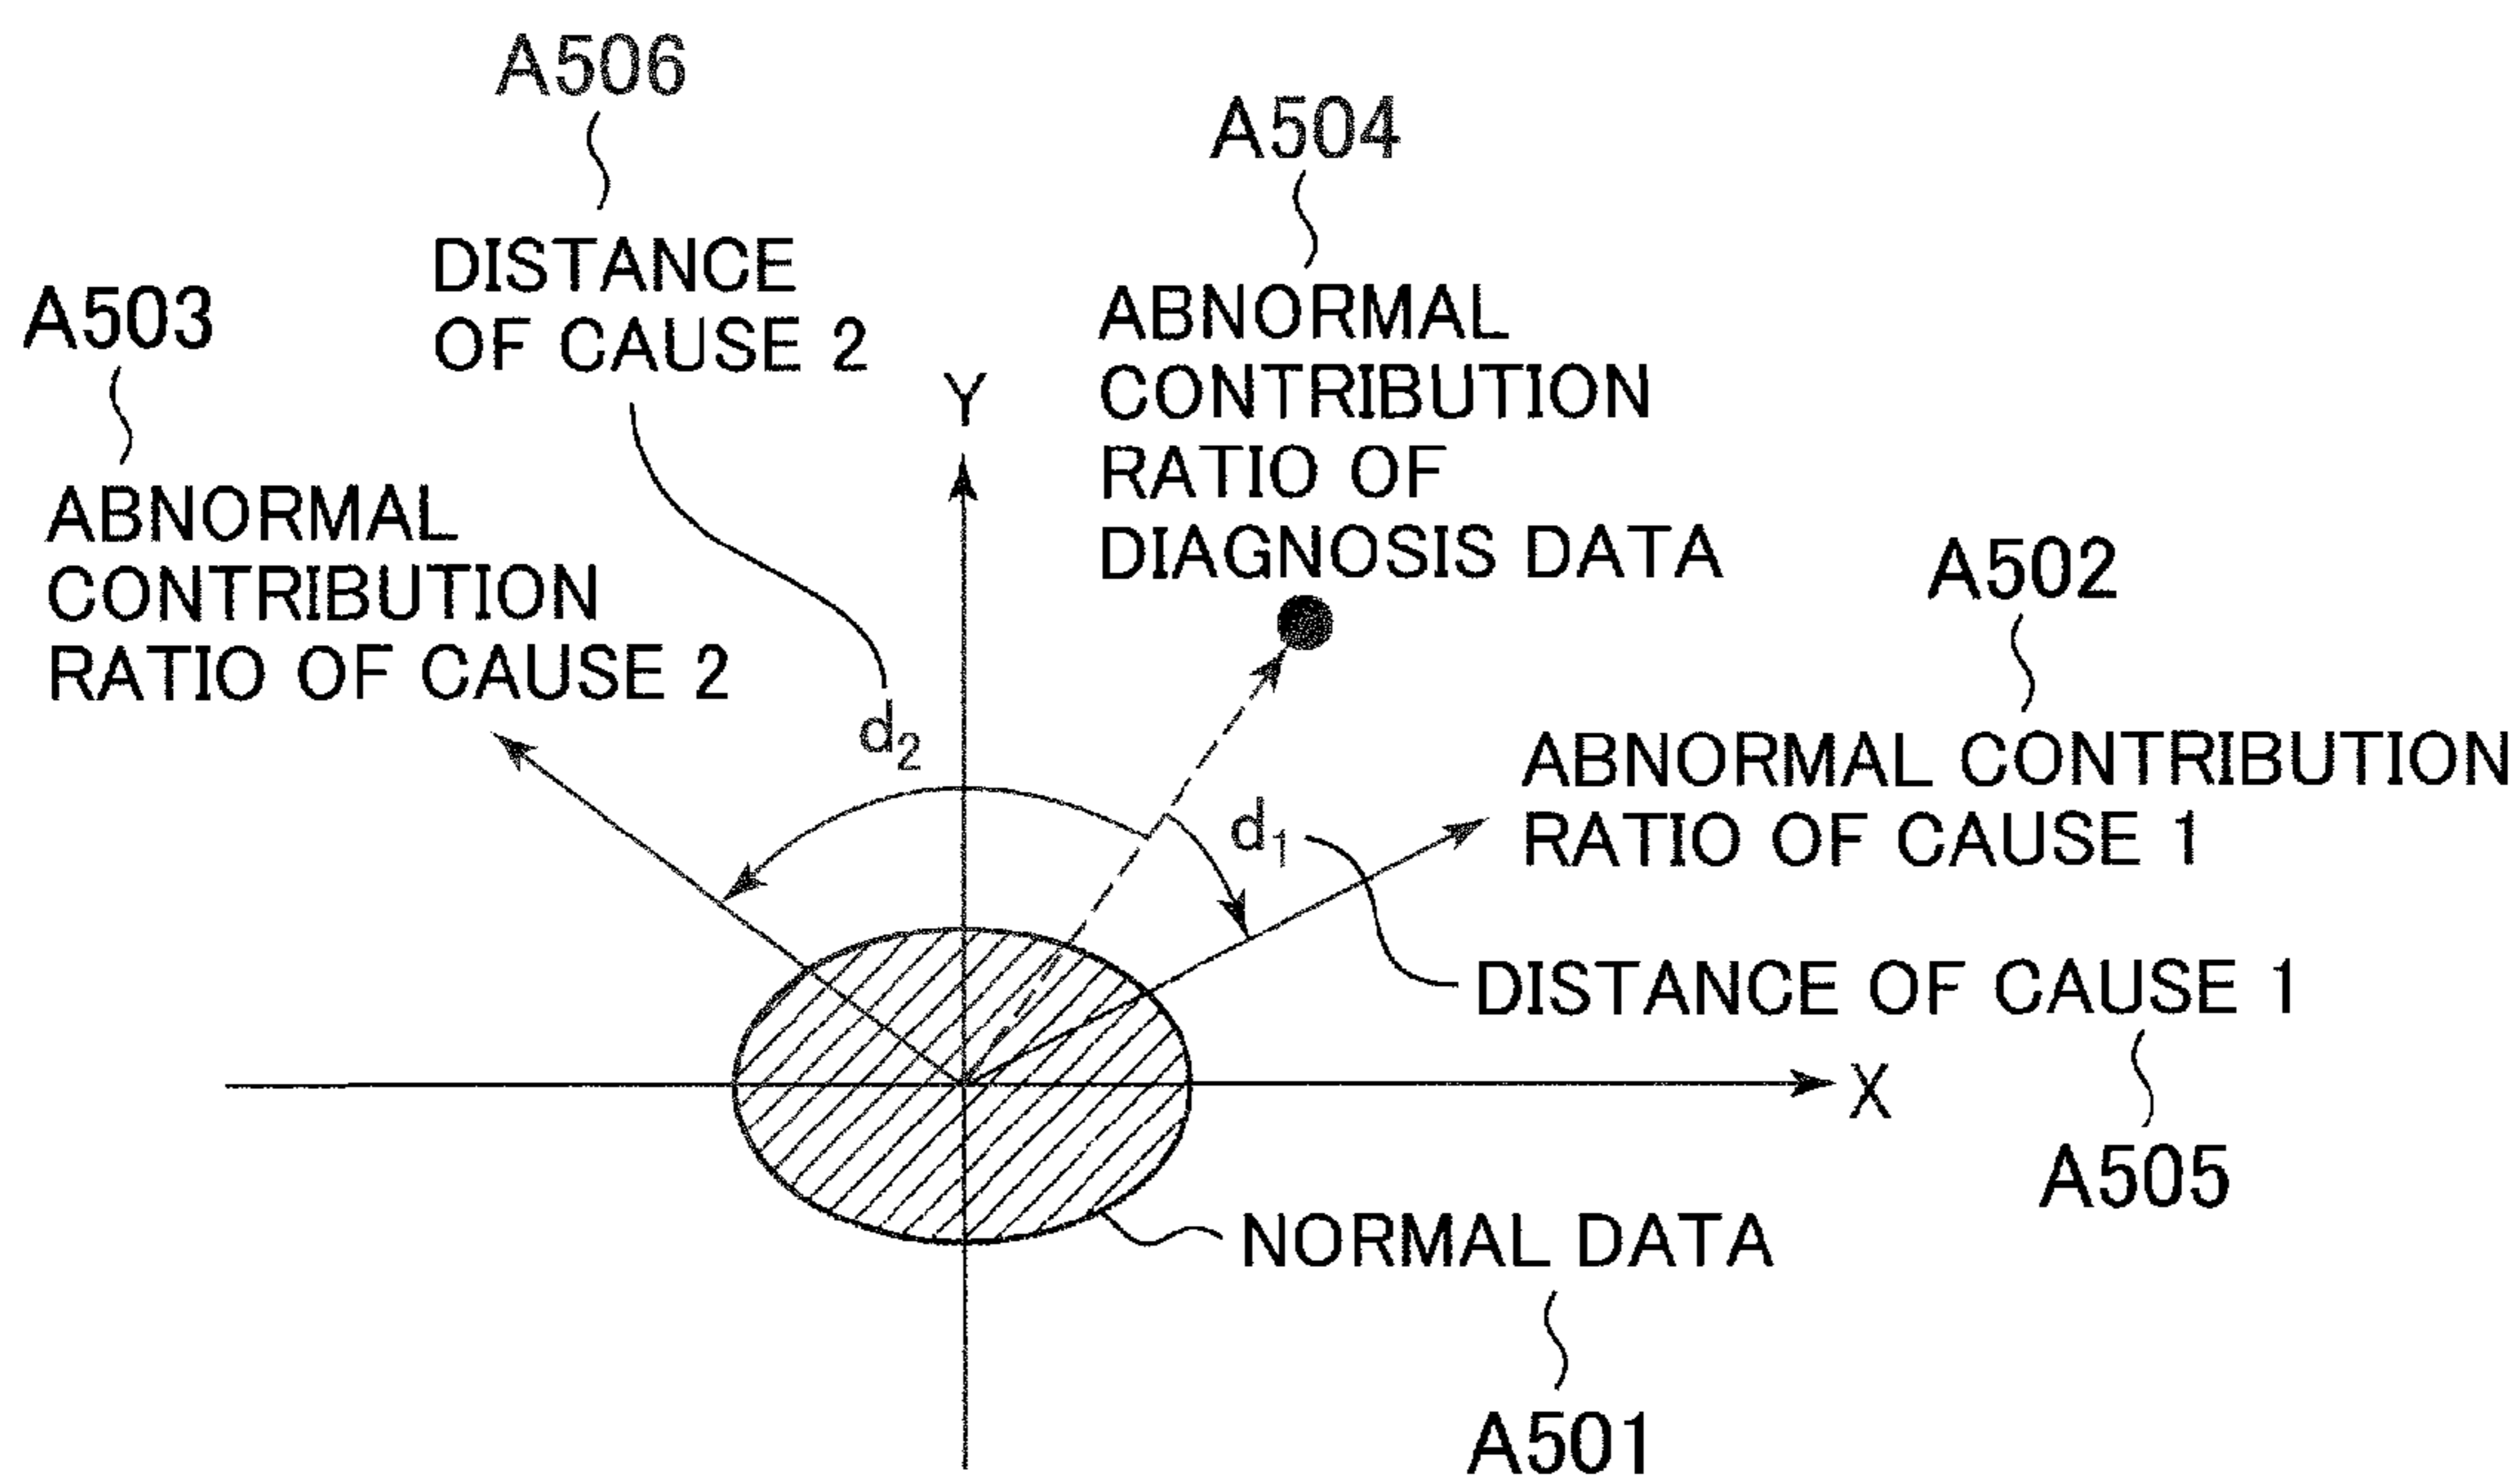 A506
DISTANCE
OF CAUSE 2
A504
ABNORMAL
CONTRIBUTION
RATIO OF
DIAGNOSIS DATA
A503
ABNORMAL
CONTRIBUTION
RATIO OF CAUSE 2
Y
A502
ABNORMAL CONTRIBUTION
RATIO OF CAUSE 1
d2
d1
DISTANCE OF CAUSE 1
A505
X
NORMAL DATA
A501